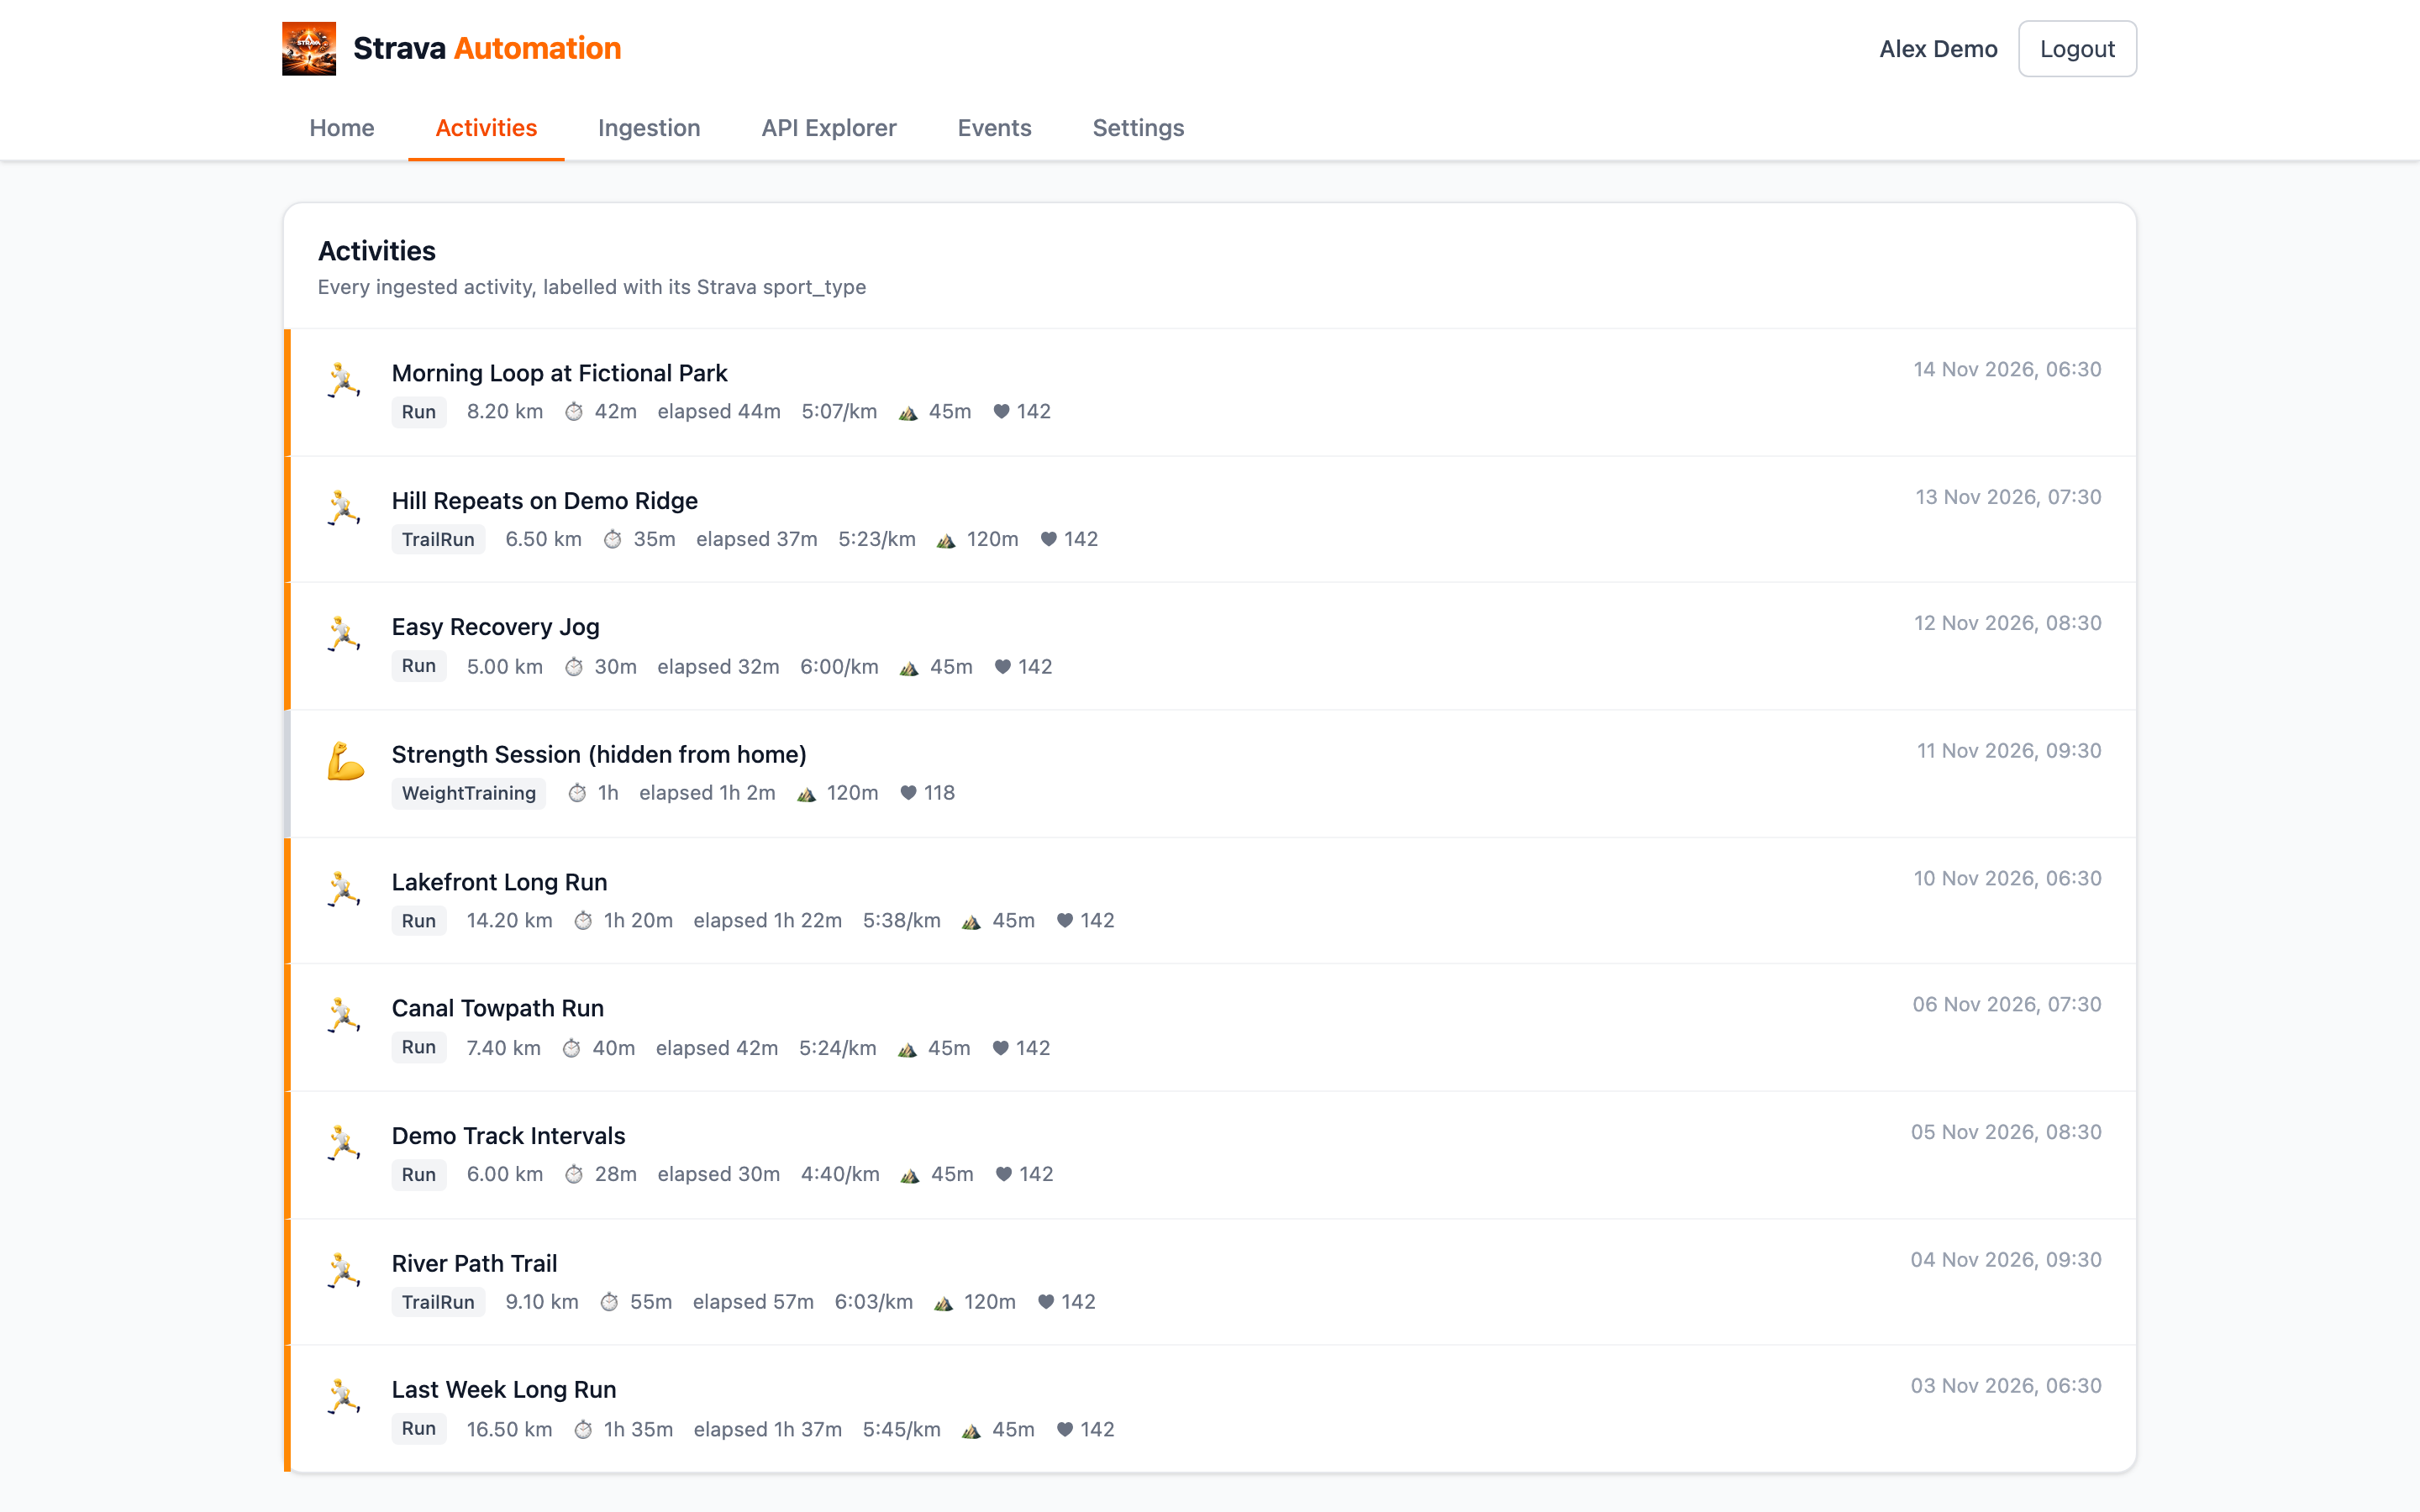 STRAVA
Strava Automation
Alex Demo
Logout
Home
Activities
Ingestion
API Explorer
Events
Settings
Activities
Every ingested activity, labelled with its Strava sport_type
Morning Loop at Fictional Park
14 Nov 2026, 06:30
Run 8.20 km 42m elapsed 44m 5:07/km 45m 142
Hill Repeats on Demo Ridge
13 Nov 2026, 07:30
TrailRun 6.50 km 35m elapsed 37m 5:23/km 120m 142
Easy Recovery Jog
12 Nov 2026, 08:30
Run 5.00 km 30m elapsed 32m 6:00/km 45m 142
Strength Session (hidden from home)
11 Nov 2026, 09:30
WeightTraining 1h elapsed 1h 2m 120m 118
Lakefront Long Run
10 Nov 2026, 06:30
Run 14.20 km 1h 20m elapsed 1h 22m 5:38/km 45m 142
Canal Towpath Run
06 Nov 2026, 07:30
Run 7.40 km 40m elapsed 42m 5:24/km 45m 142
Demo Track Intervals
05 Nov 2026, 08:30
Run 6.00 km 28m elapsed 30m 4:40/km 45m 142
River Path Trail
04 Nov 2026, 09:30
TrailRun 9.10 km 55m elapsed 57m 6:03/km 120m 142
Last Week Long Run
03 Nov 2026, 06:30
Run 16.50 km 1h 35m elapsed 1h 37m 5:45/km 45m 142